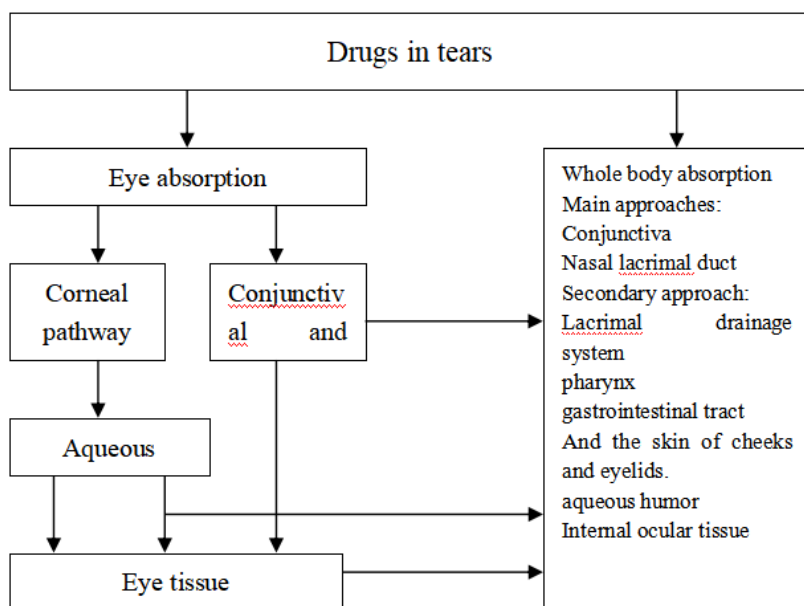 Drugs in tears
Eye absorption
Corneal
pathway
Conjunctiv
al and
Aqueous
Eye tissue
Whole body absorption
Main approaches:
Conjunctiva
Nasal lacrimal duct
Secondary approach:
Lacrimal drainage
system
pharynx
gastrointestinal tract
And the skin of cheeks
and eyelids.
aqueous humor
Internal ocular tissue